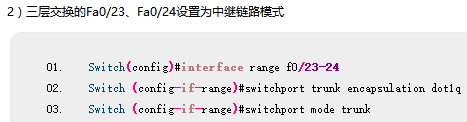 2）三层交换的Fa0/23、Fa0/24设置为中继链路模式
01. Switch(config)#interface range f0/23-24
02. Switch (config-if-range)#switchport trunk encapsulation dot1q
03. Switch (config-if-range)#switchport mode trunk